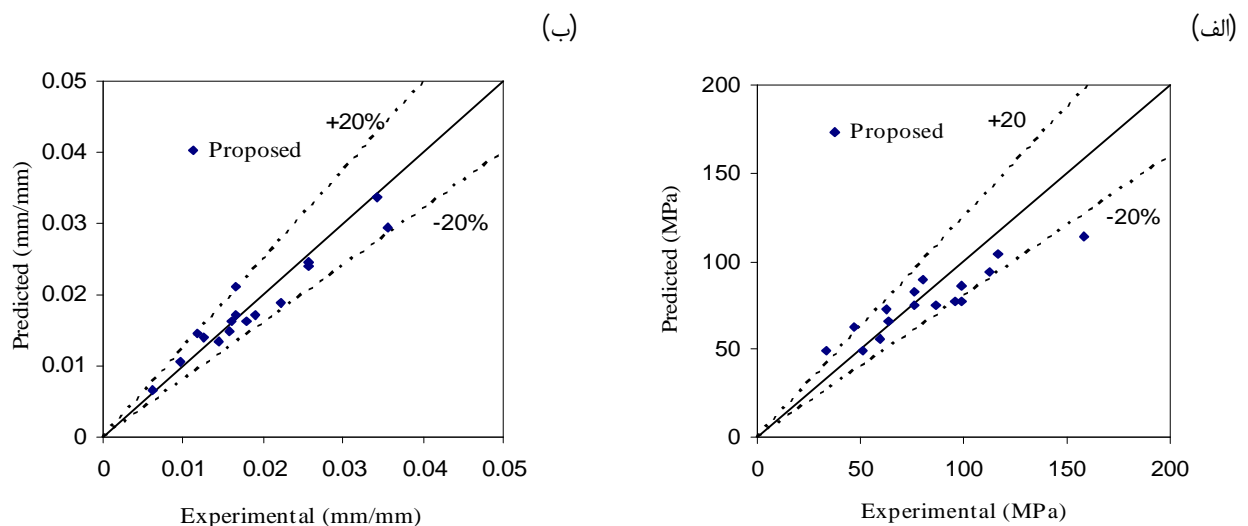 (الف)
200
150
100
50
0
Predicted (MPa)
Proposed
+20
-20%
0 50 100 150 200
Experimental (MPa)
(ب)
0.05
0.04
0.03
0.02
0.01
0
Predicted (mm/mm)
Proposed
+20%
-20%
0 0.01 0.02 0.03 0.04 0.05
Experimental (mm/mm)